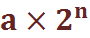 a × 2ⁿ